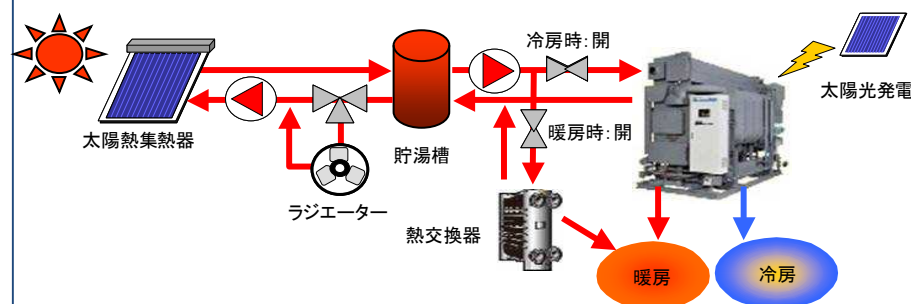 冷房時:開
太陽光発電
太陽熱集熱器
貯湯槽
暖房時:開
ラジエーター
熱交換器
暖房
冷房